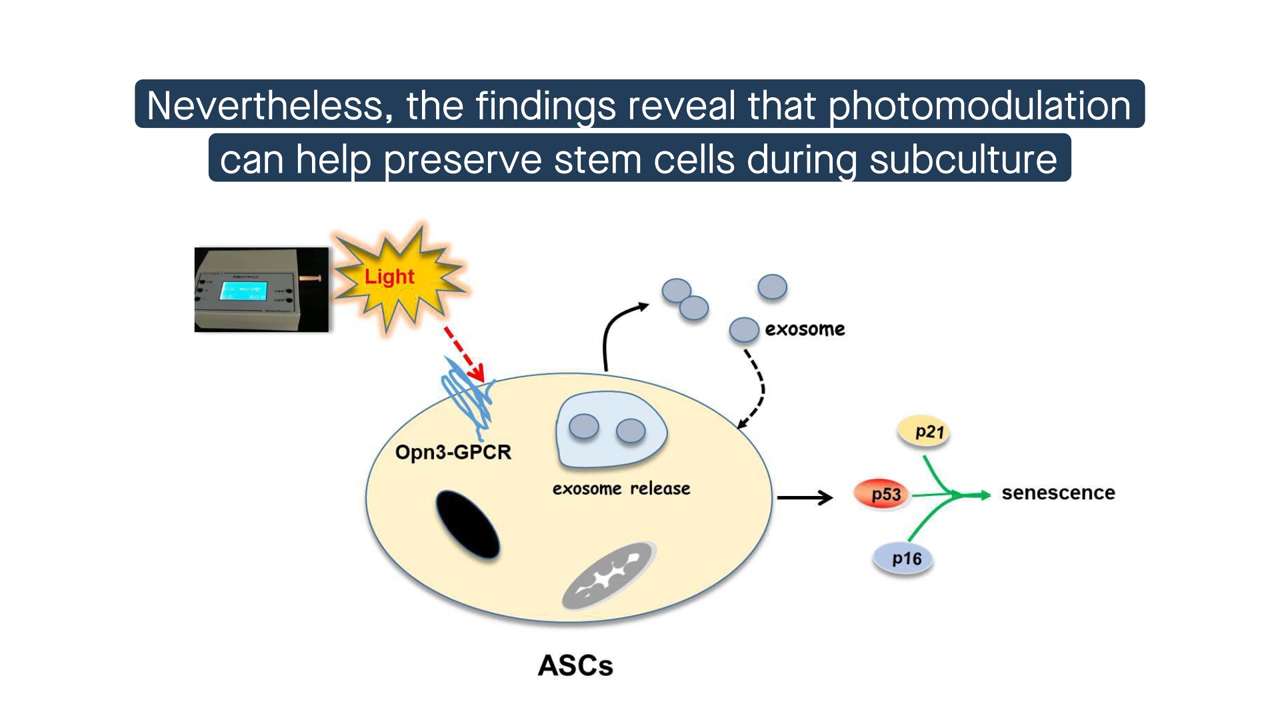 Nevertheless, the findings reveal that photomodulation
can help preserve stem cells during subculture
Light
exosome
Opn3-GPCR
exosome release
p21
p53
senescence
p16
ASCs